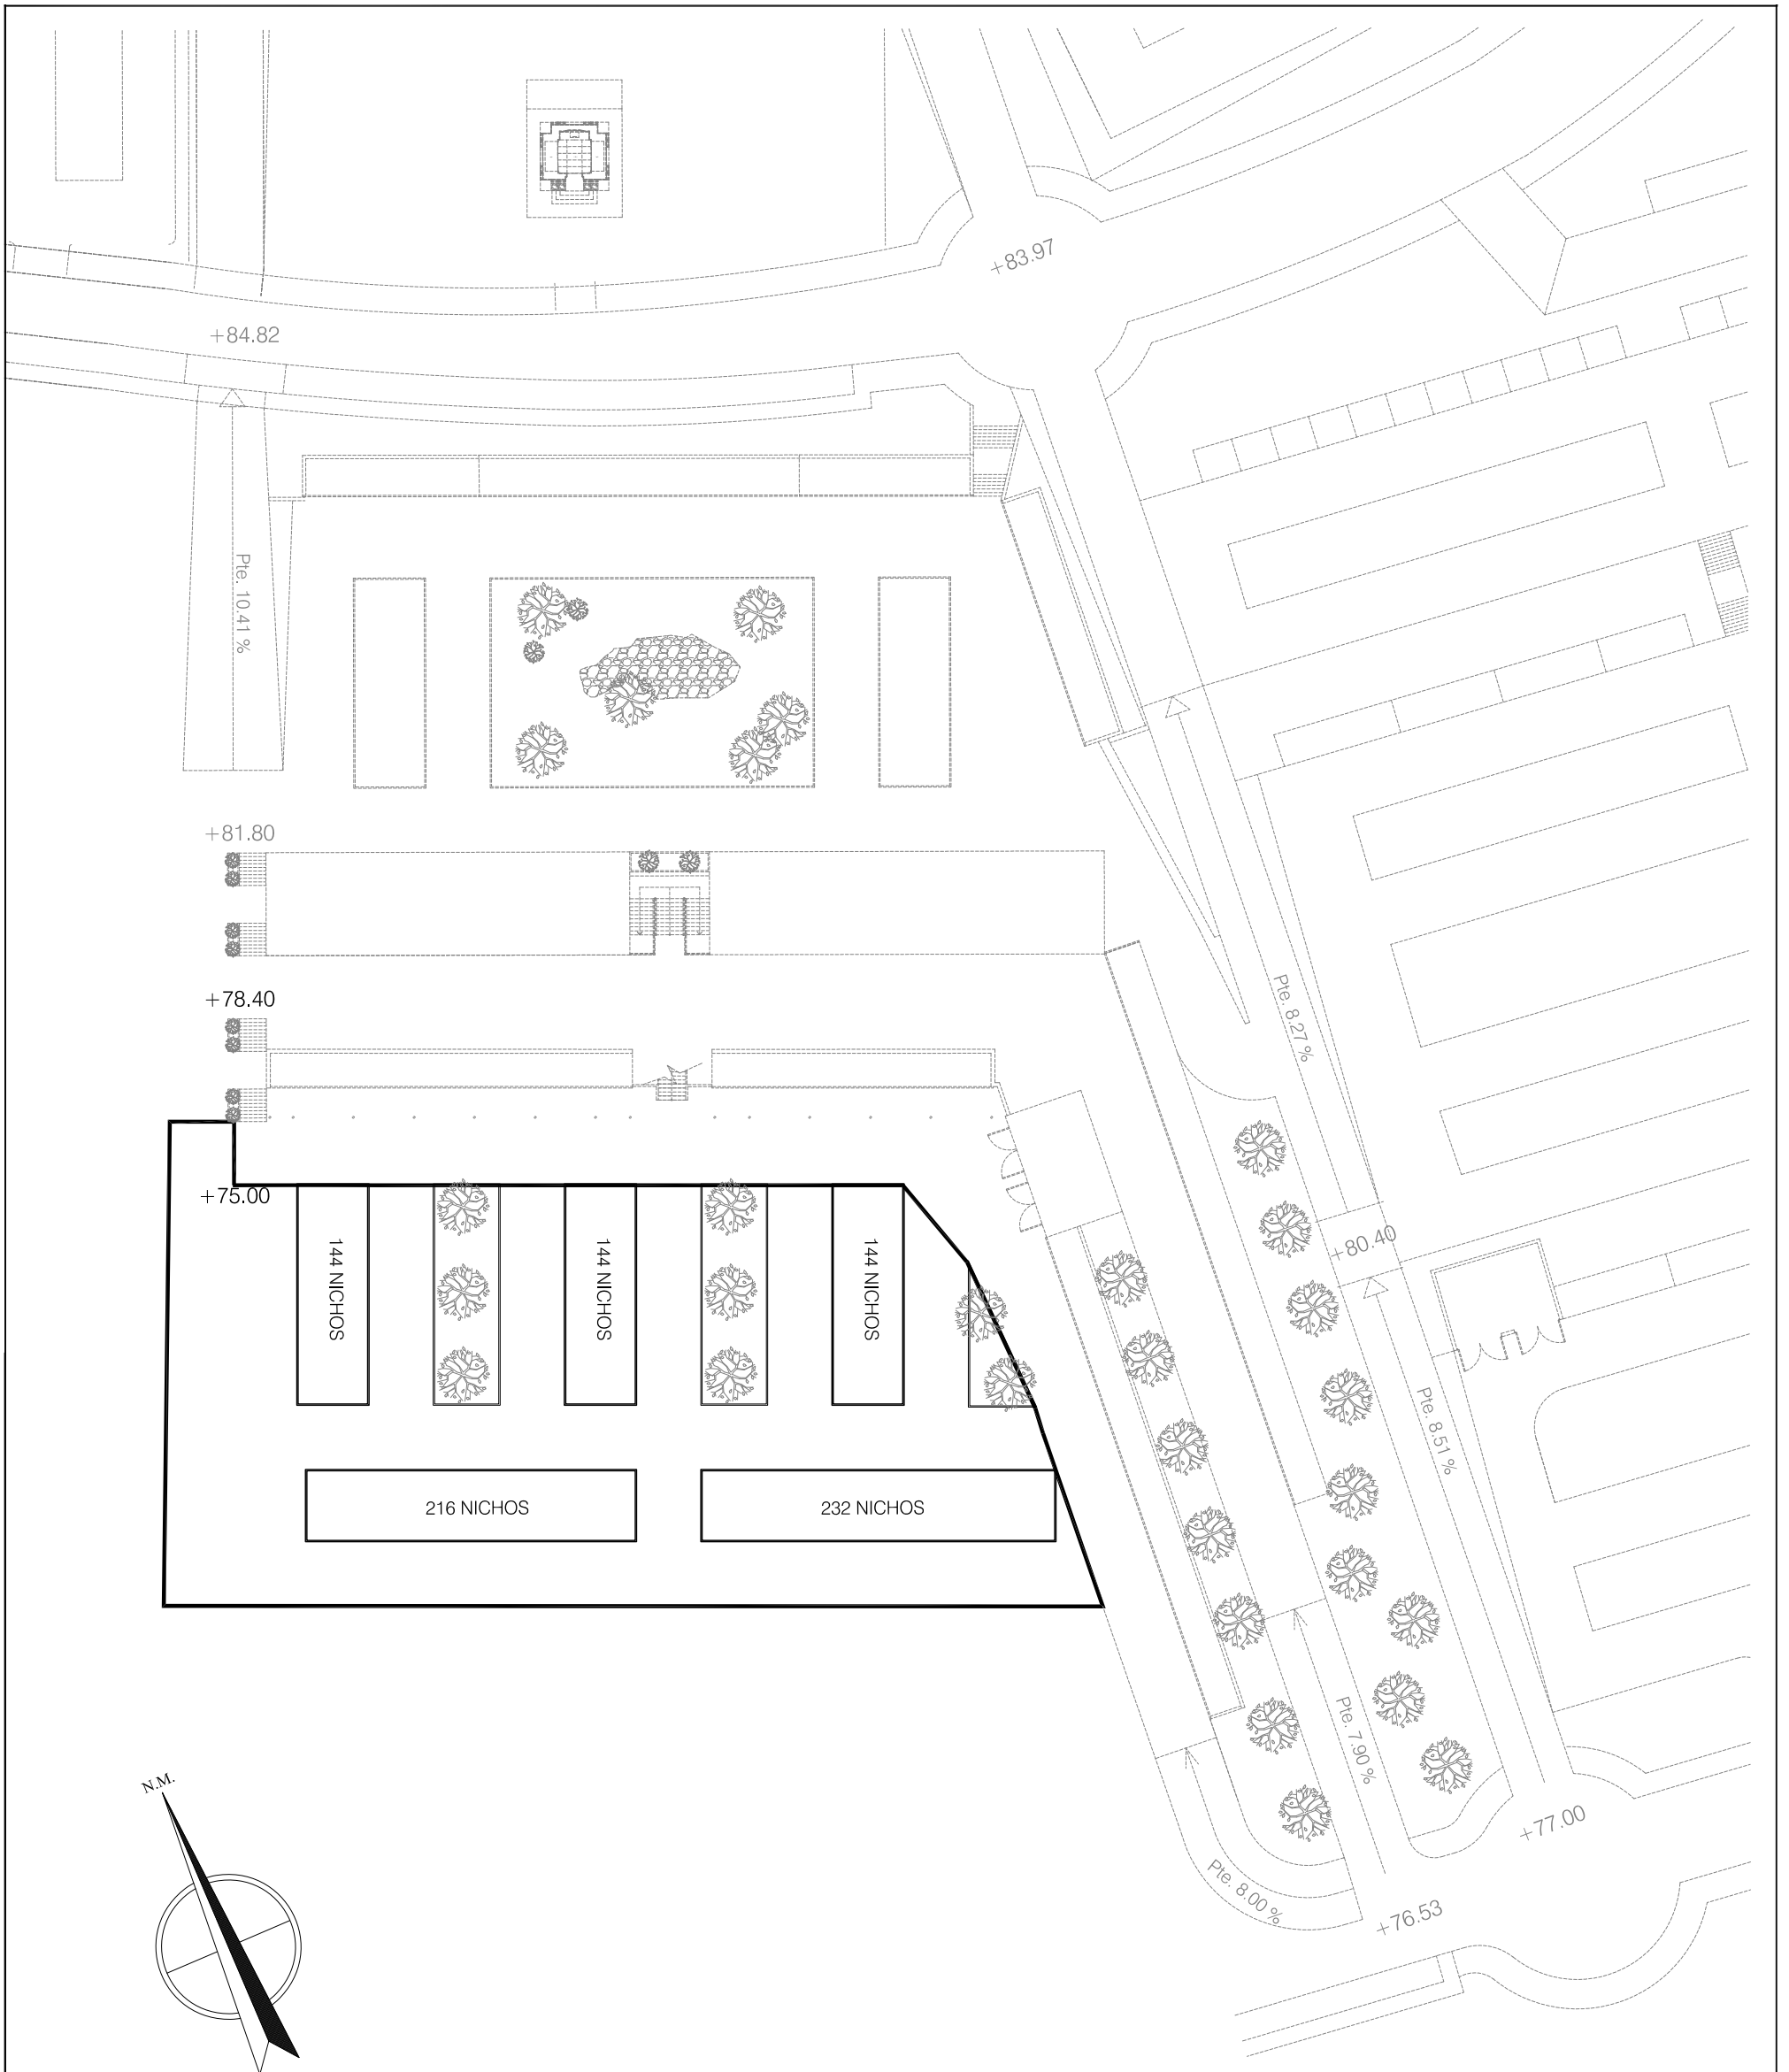 +83.97
+84.82
Pte. 10.41 %
+81.80
+78.40
Pte. 8.27 %
+75.00
144 NICHOS
144 NICHOS
144 NICHOS
+80.40
Pte. 8.51 %
216 NICHOS
232 NICHOS
Pte. 7.90 %
N.M.
+77.00
Pte. 8.00 %
+76.53